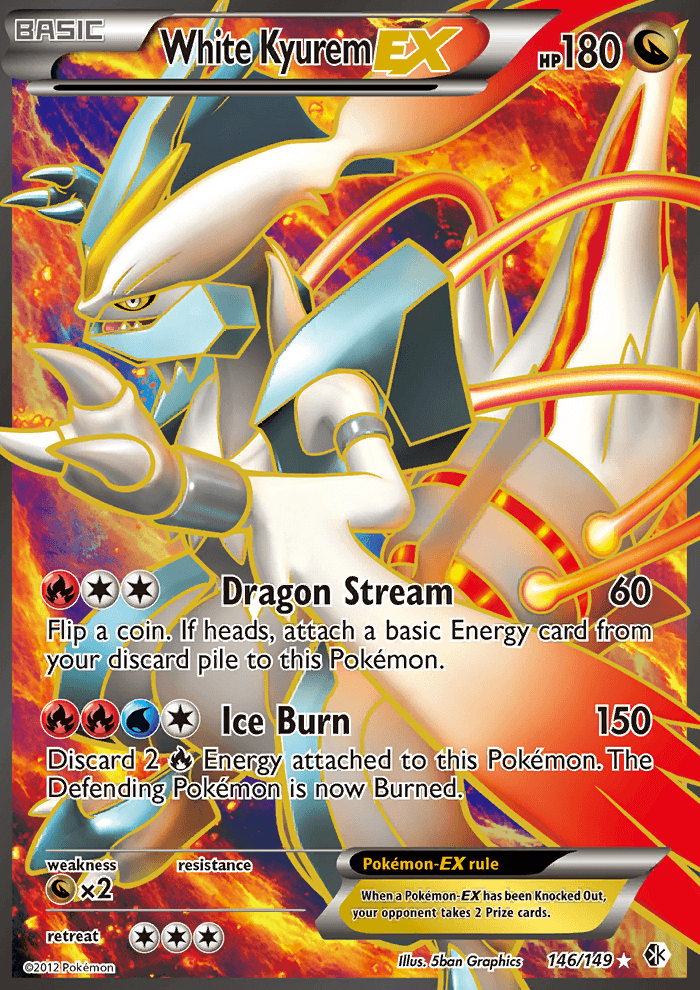 BASIC White Kyurem EX HP180
Dragon Stream 60
Flip a coin. If heads, attach a basic Energy card from
your discard pile to this Pokémon.
Ice Burn 150
Discard 2 Energy attached to this Pokémon. The
Defending Pokémon is now Burned.
weakness resistance
×2
retreat
Pokémon-EX rule
When a Pokémon-EX has been Knocked Out,
your opponent takes 2 Prize cards.
©2012 Pokémon Illus. 5ban Graphics 146/149